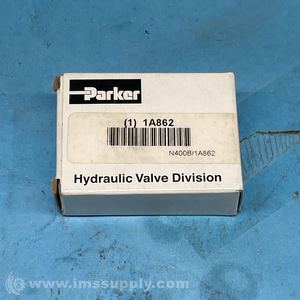 Parker
(1) 1A862
N400B/1A862
Hydraulic Valve Division
© www.imssupply.com